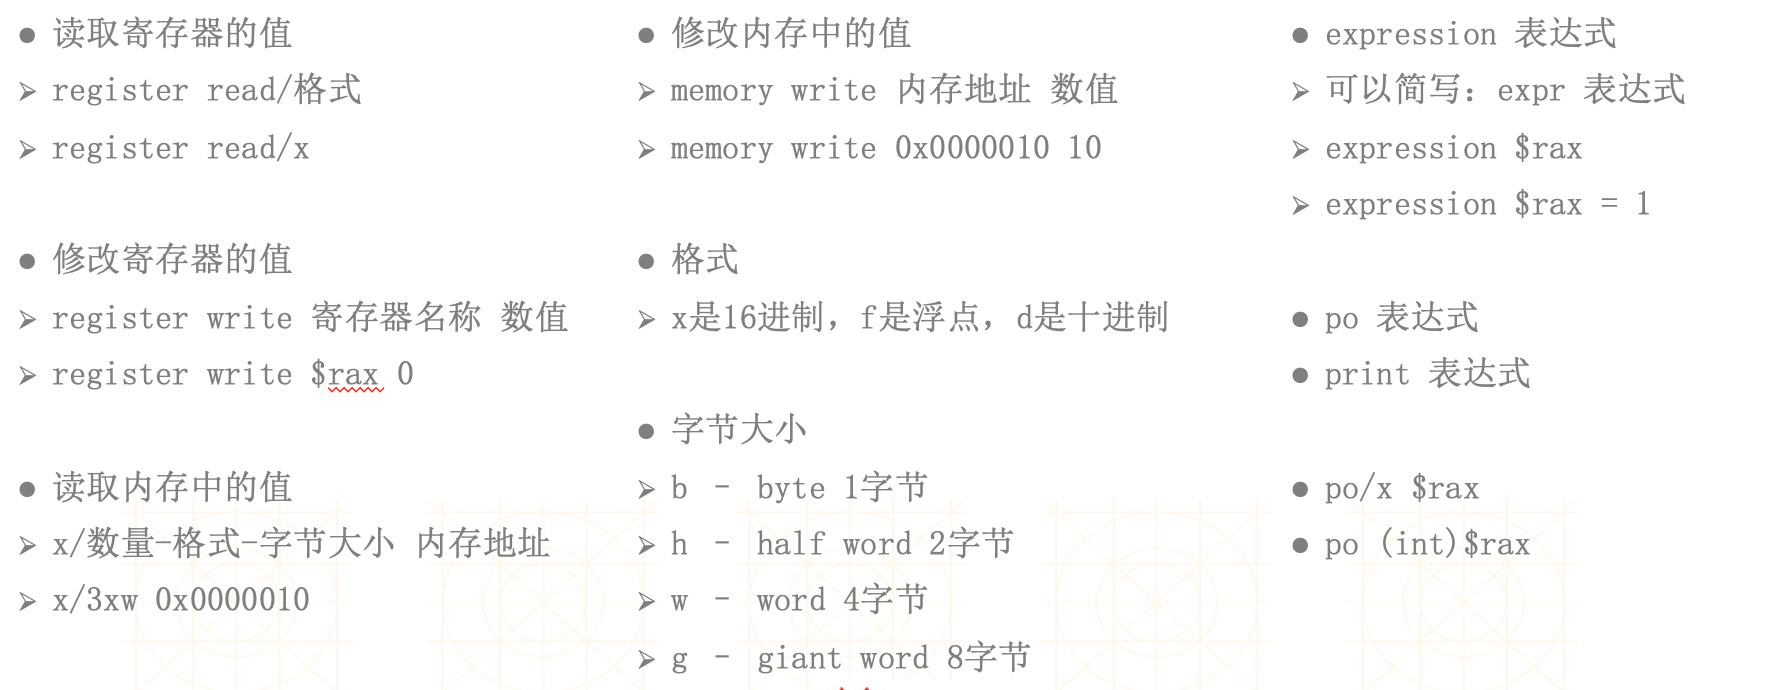 ● 读取寄存器的值
➢ register read/格式
➢ register read/x
● 修改寄存器的值
➢ register write 寄存器名称 数值
➢ register write $rax 0
● 读取内存中的值
➢ x/数量-格式-字节大小 内存地址
➢ x/3xw 0x0000010
● 修改内存中的值
➢ memory write 内存地址 数值
➢ memory write 0x0000010 10
● 格式
➢ x是16进制，f是浮点，d是十进制
● 字节大小
➢ b – byte 1字节
➢ h – half word 2字节
➢ w – word 4字节
➢ g – giant word 8字节
● expression 表达式
➢ 可以简写：expr 表达式
➢ expression $rax
➢ expression $rax = 1
● po 表达式
● print 表达式
● po/x $rax
● po (int)$rax